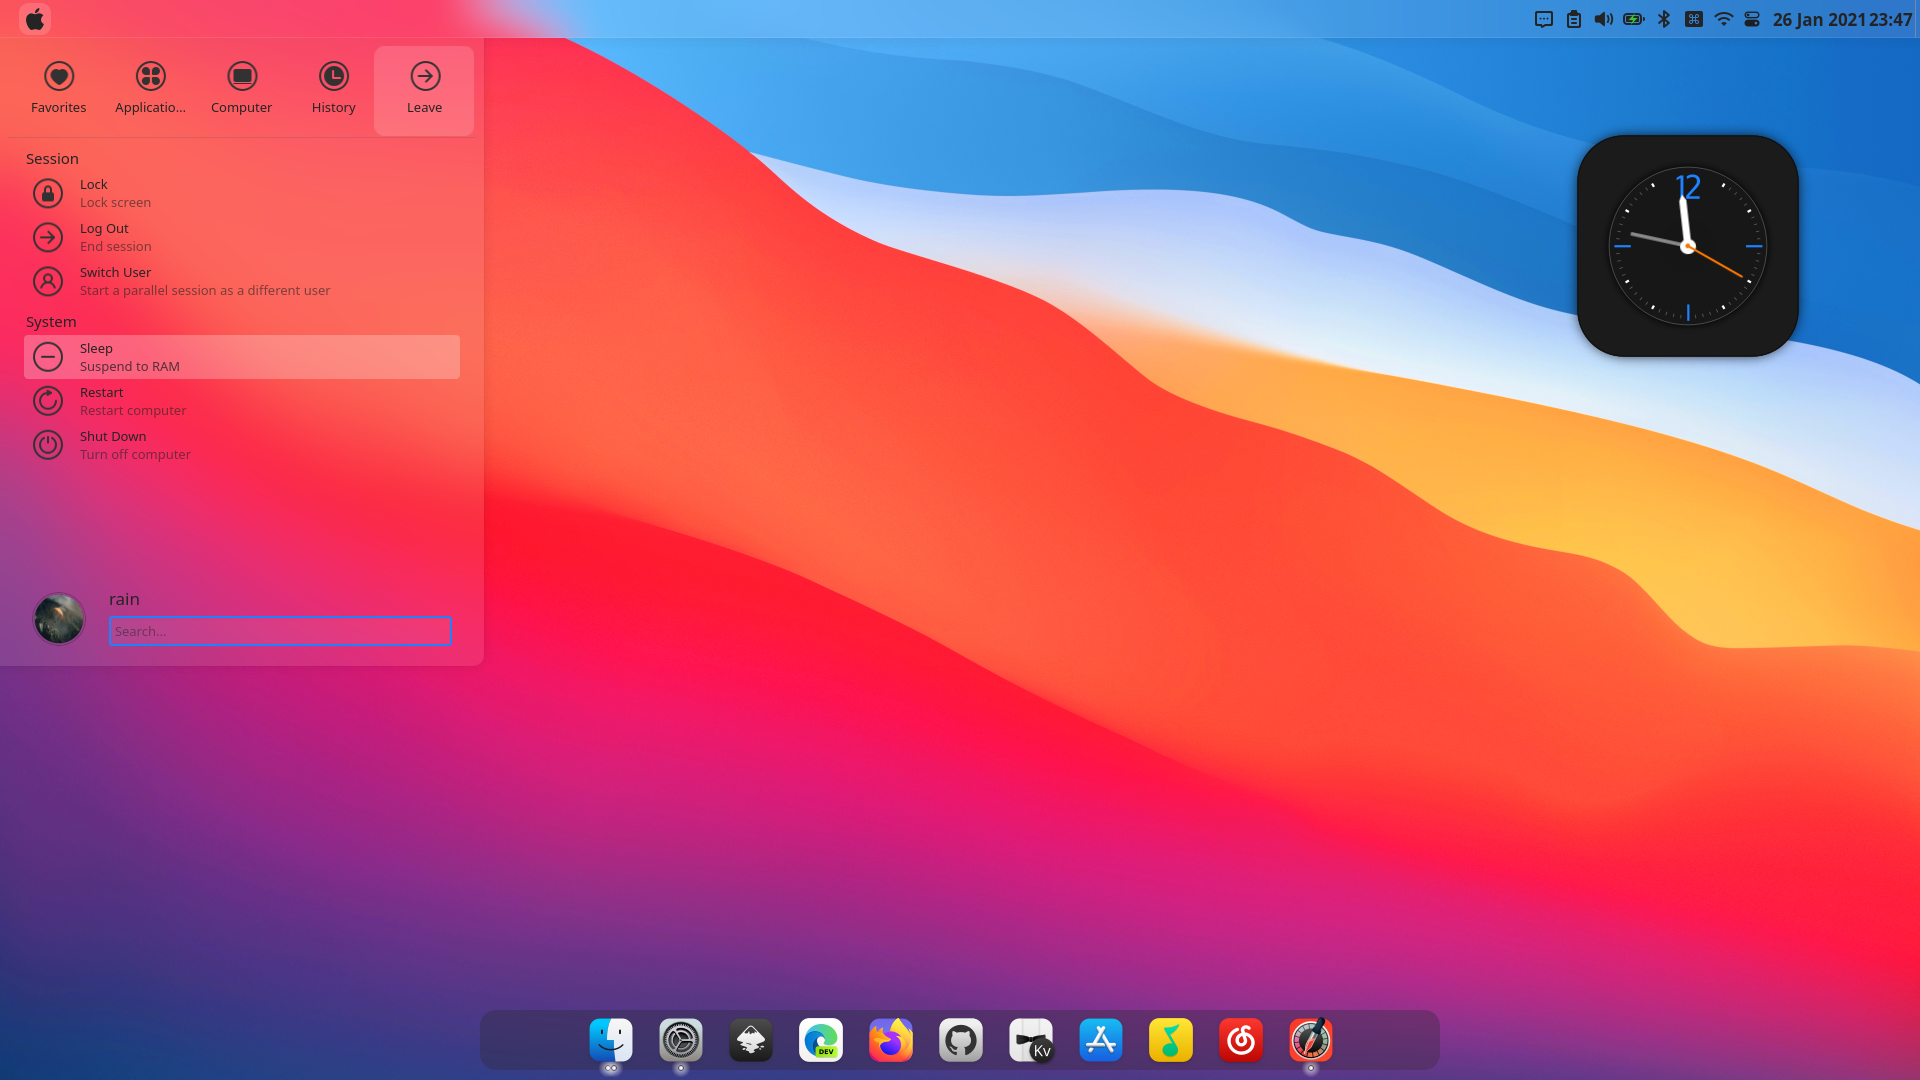 26 Jan 2021 23:47
Favorites
Applicatio...
Computer
History
Leave
Session
Lock
Lock screen
Log Out
End session
Switch User
Start a parallel session as a different user
System
Sleep
Suspend to RAM
Restart
Restart computer
Shut Down
Turn off computer
rain
Search...
12
DEV
Kv